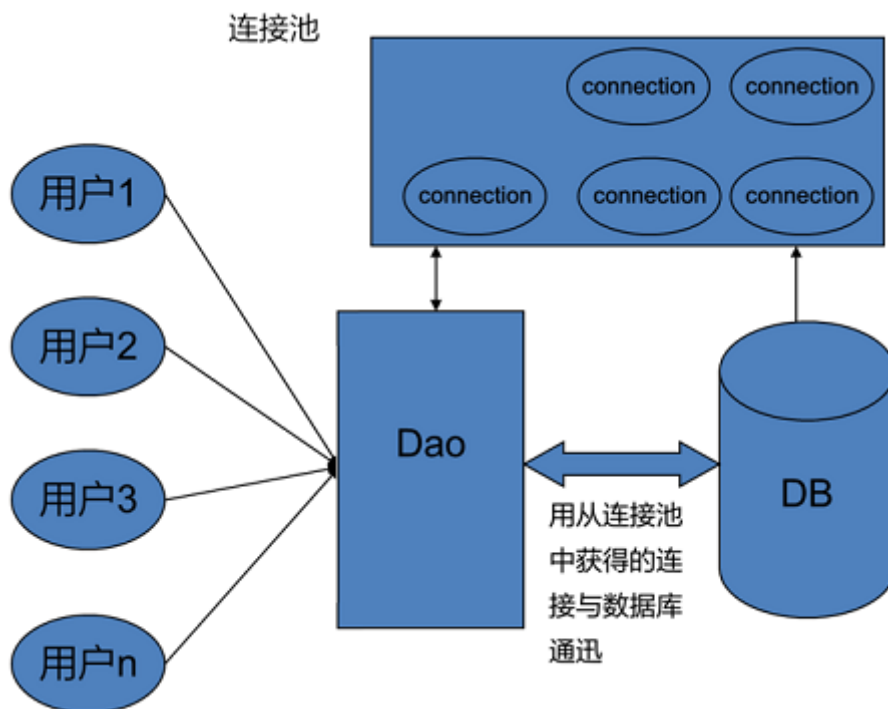 连接池
connection
connection
connection
connection
connection
用户1
用户2
用户3
用户n
Dao
用从连接池
中获得的连
接与数据库
通迅
DB